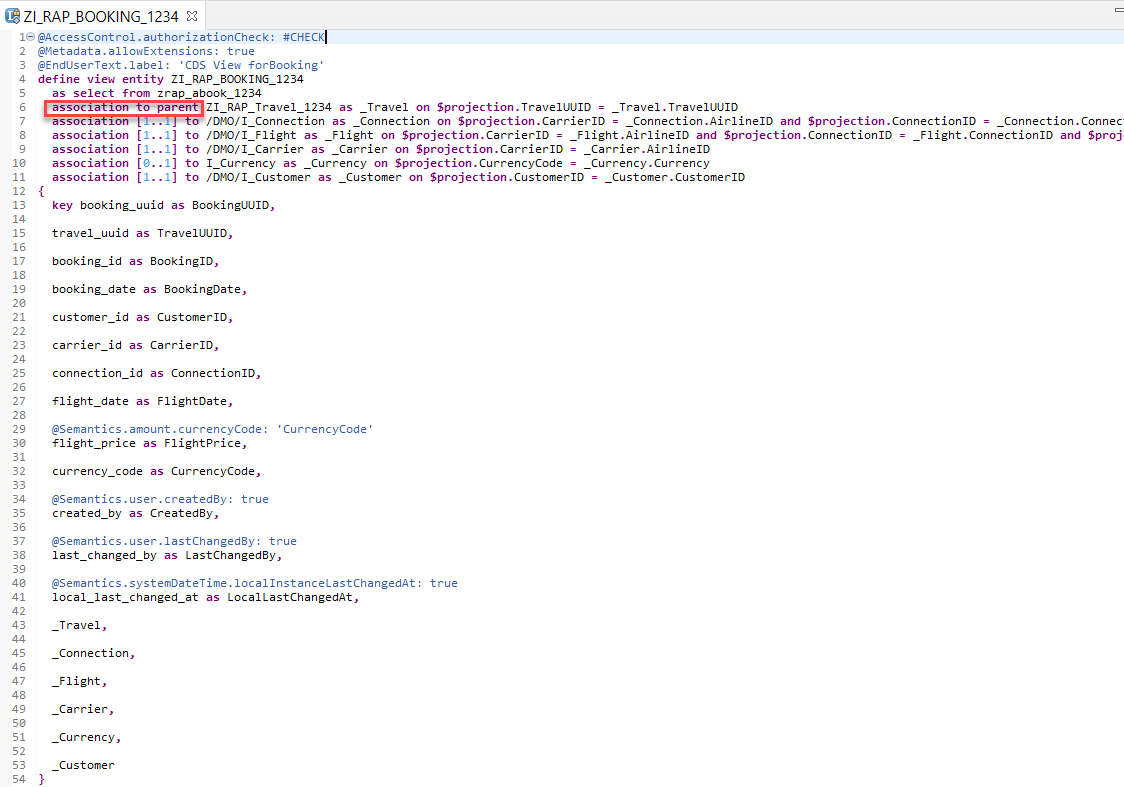 ZI_RAP_BOOKING_1234
1 @AccessControl.authorizationCheck: #CHECK
2 @Metadata.allowExtensions: true
3 @EndUserText.label: 'CDS View forBooking'
4 define view entity ZI_RAP_BOOKING_1234
5 as select from zrap_abook_1234
6 association to parent ZI_RAP_Travel_1234 as _Travel on $projection.TravelUUID = _Travel.TravelUUID
7 association [1..1] to /DMO/I_Connection as _Connection on $projection.CarrierID = _Connection.AirlineID and $projection.ConnectionID = _Connection.Connec
8 association [1..1] to /DMO/I_Flight as _Flight on $projection.CarrierID = _Flight.AirlineID and $projection.ConnectionID = _Flight.ConnectionID and $proj
9 association [1..1] to /DMO/I_Carrier as _Carrier on $projection.CarrierID = _Carrier.AirlineID
10 association [0..1] to I_Currency as _Currency on $projection.CurrencyCode = _Currency.Currency
11 association [1..1] to /DMO/I_Customer as _Customer on $projection.CustomerID = _Customer.CustomerID
12 {
13 key booking_uuid as BookingUUID,
14
15 travel_uuid as TravelUUID,
16
17 booking_id as BookingID,
18
19 booking_date as BookingDate,
20
21 customer_id as CustomerID,
22
23 carrier_id as CarrierID,
24
25 connection_id as ConnectionID,
26
27 flight_date as FlightDate,
28
29 @Semantics.amount.currencyCode: 'CurrencyCode'
30 flight_price as FlightPrice,
31
32 currency_code as CurrencyCode,
33
34 @Semantics.user.createdBy: true
35 created_by as CreatedBy,
36
37 @Semantics.user.lastChangedBy: true
38 last_changed_by as LastChangedBy,
39
40 @Semantics.systemDateTime.localInstanceLastChangedAt: true
41 local_last_changed_at as LocalLastChangedAt,
42
43 _Travel,
44
45 _Connection,
46
47 _Flight,
48
49 _Carrier,
50
51 _Currency,
52
53 _Customer
54 }